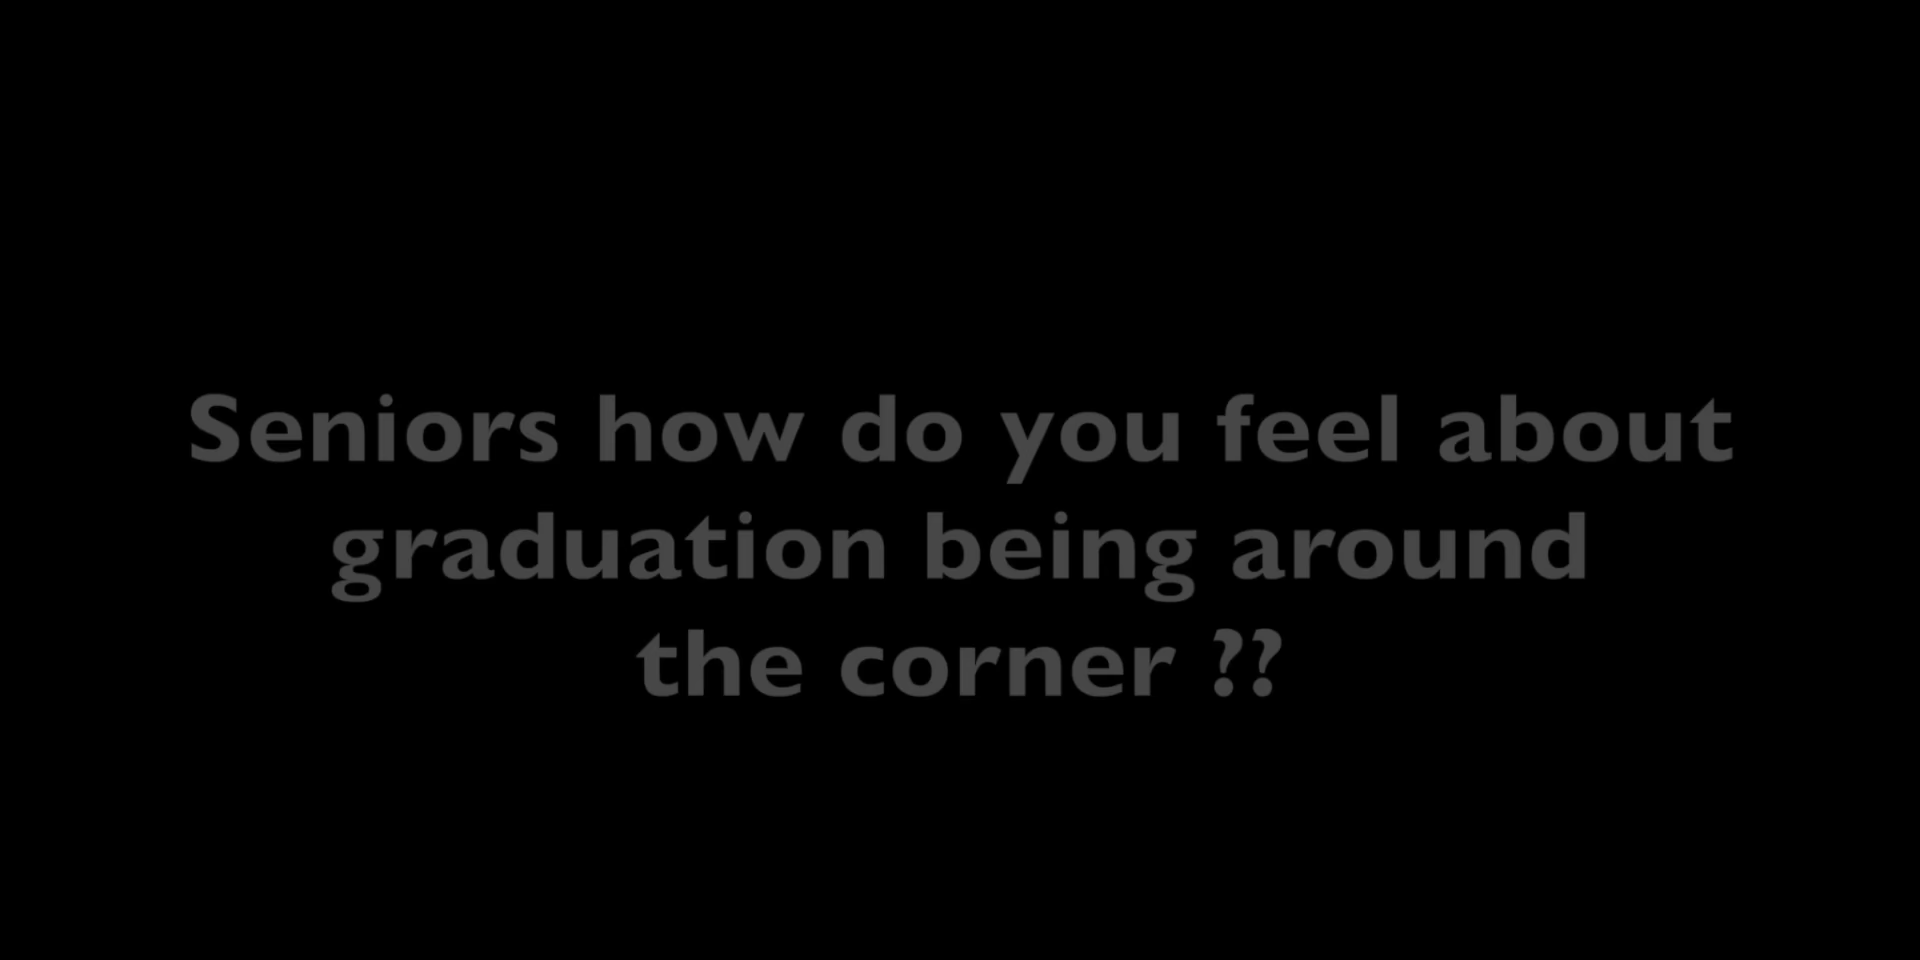 Seniors how do you feel about
graduation being around
the corner ??